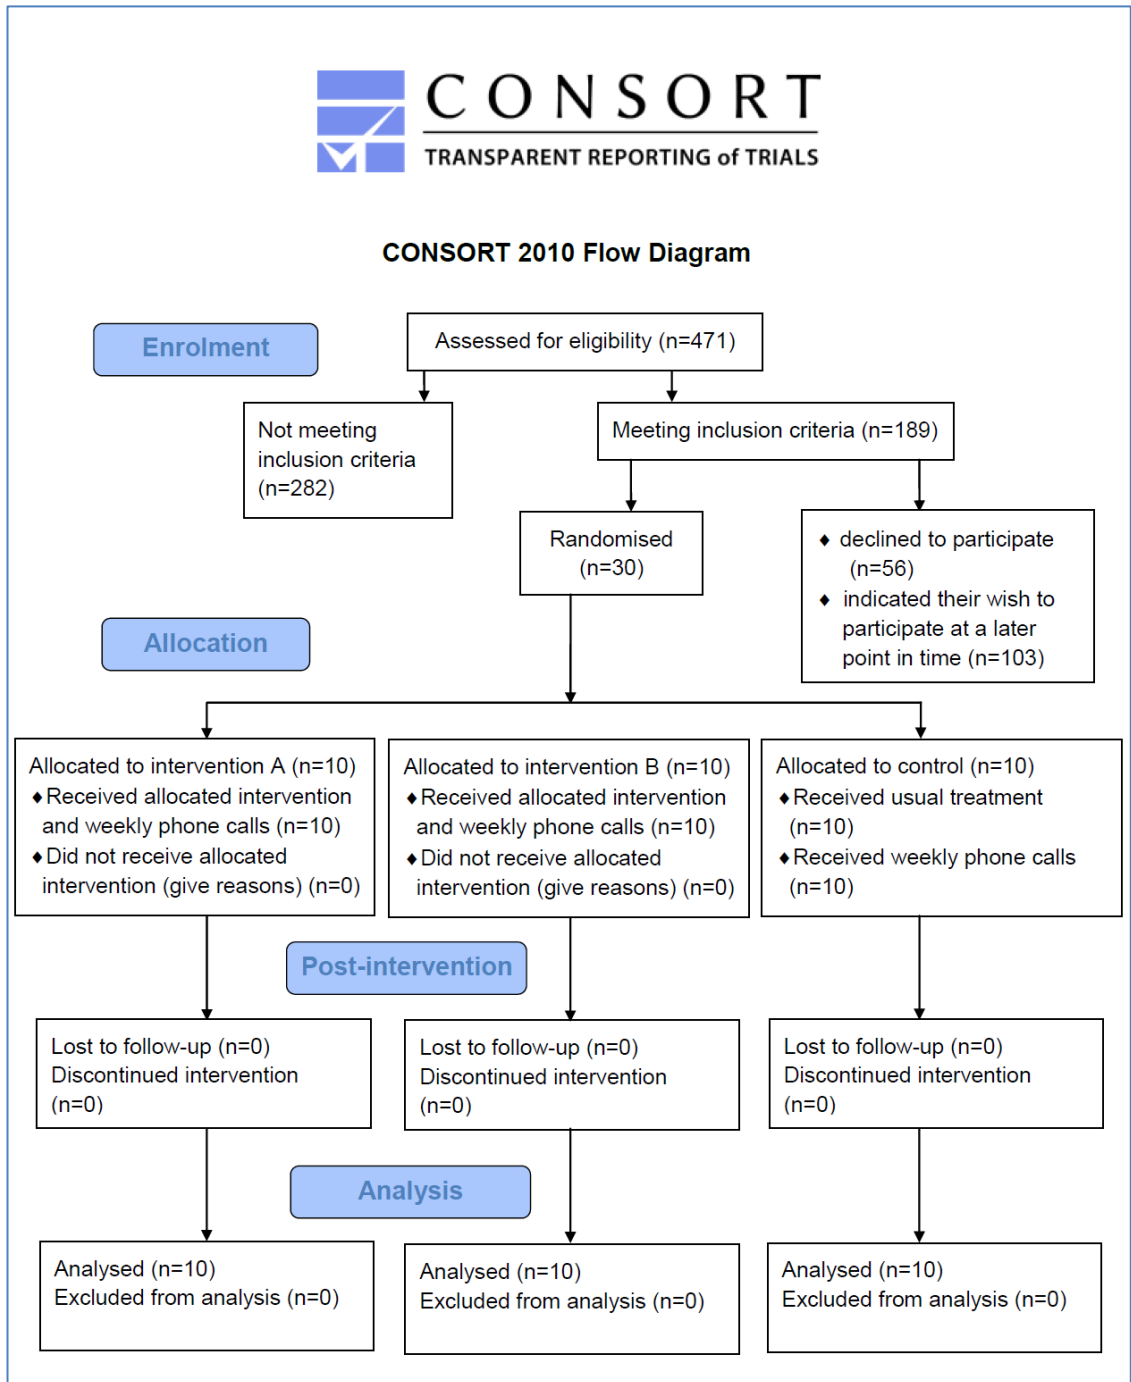 CONSORT
TRANSPARENT REPORTING of TRIALS
CONSORT 2010 Flow Diagram
Enrolment
Assessed for eligibility (n=471)
Not meeting
inclusion criteria
(n=282)
Meeting inclusion criteria (n=189)
Randomised
(n=30)
♦ declined to participate
(n=56)
♦ indicated their wish to
participate at a later
point in time (n=103)
Allocation
Allocated to intervention A (n=10)
♦Received allocated intervention
and weekly phone calls (n=10)
♦Did not receive allocated
intervention (give reasons) (n=0)
Allocated to intervention B (n=10)
♦Received allocated intervention
and weekly phone calls (n=10)
♦Did not receive allocated
intervention (give reasons) (n=0)
Allocated to control (n=10)
♦Received usual treatment
(n=10)
♦Received weekly phone calls
(n=10)
Post-intervention
Lost to follow-up (n=0)
Discontinued intervention
(n=0)
Lost to follow-up (n=0)
Discontinued intervention
(n=0)
Lost to follow-up (n=0)
Discontinued intervention
(n=0)
Analysis
Analysed (n=10)
Excluded from analysis (n=0)
Analysed (n=10)
Excluded from analysis (n=0)
Analysed (n=10)
Excluded from analysis (n=0)